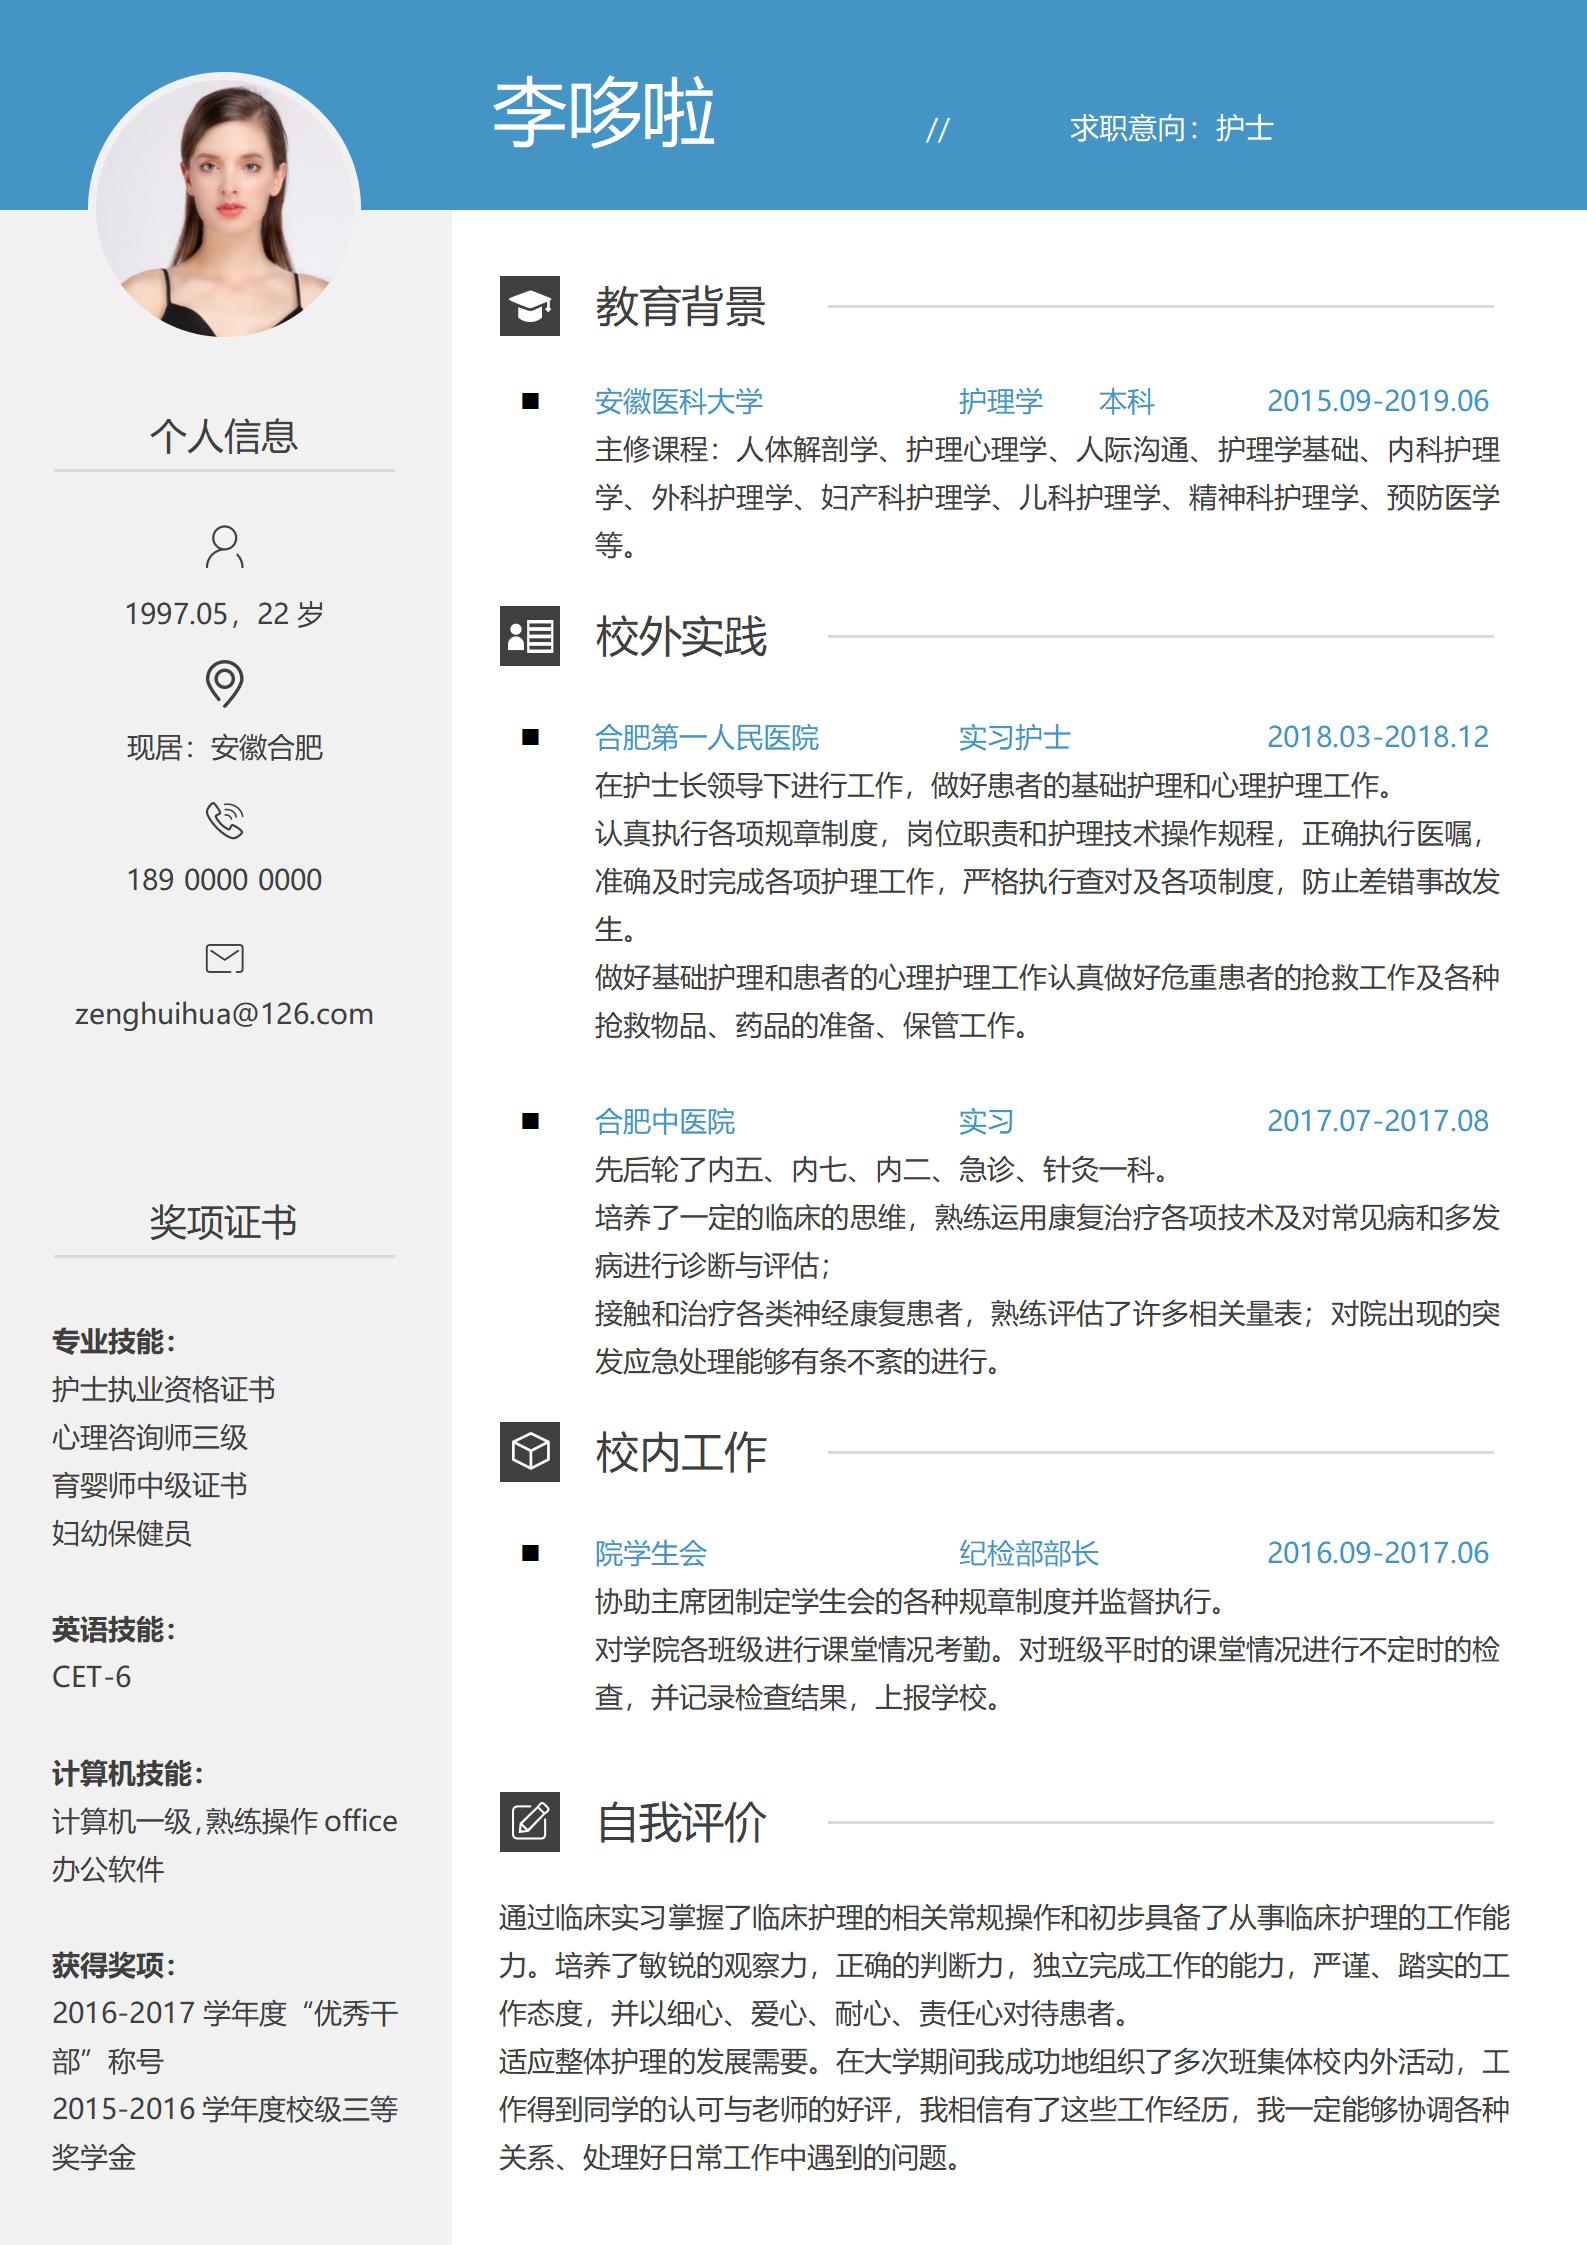 李哆啦 // 求职意向：护士
个人信息
1997.05，22 岁
现居：安徽合肥
189 0000 0000
zenghuihua@126.com
奖项证书
专业技能：
护士执业资格证书
心理咨询师三级
育婴师中级证书
妇幼保健员
英语技能：
CET-6
计算机技能：
计算机一级，熟练操作 office
办公软件
获得奖项：
2016-2017 学年度“优秀干
部”称号
2015-2016 学年度校级三等
奖学金
教育背景
■ 安徽医科大学 护理学 本科 2015.09-2019.06
主修课程：人体解剖学、护理心理学、人际沟通、护理学基础、内科护理
学、外科护理学、妇产科护理学、儿科护理学、精神科护理学、预防医学
等。
校外实践
■ 合肥第一人民医院 实习护士 2018.03-2018.12
在护士长领导下进行工作，做好患者的基础护理和心理护理工作。
认真执行各项规章制度，岗位职责和护理技术操作规程，正确执行医嘱，
准确及时完成各项护理工作，严格执行查对及各项制度，防止差错事故发
生。
做好基础护理和患者的心理护理工作认真做好危重患者的抢救工作及各种
抢救物品、药品的准备、保管工作。
■ 合肥中医院 实习 2017.07-2017.08
先后轮了内五、内七、内二、急诊、针灸一科。
培养了一定的临床的思维，熟练运用康复治疗各项技术及对常见病和多发
病进行诊断与评估；
接触和治疗各类神经康复患者，熟练评估了许多相关量表；对院出现的突
发应急处理能够有条不紊的进行。
校内工作
■ 院学生会 纪检部部长 2016.09-2017.06
协助主席团制定学生会的各种规章制度并监督执行。
对学院各班级进行课堂情况考勤。对班级平时的课堂情况进行不定时的检
查，并记录检查结果，上报学校。
自我评价
通过临床实习掌握了临床护理的相关常规操作和初步具备了从事临床护理的工作能
力。培养了敏锐的观察力，正确的判断力，独立完成工作的能力，严谨、踏实的工
作态度，并以细心、爱心、耐心、责任心对待患者。
适应整体护理的发展需要。在大学期间我成功地组织了多次班集体校内外活动，工
作得到同学的认可与老师的好评，我相信有了这些工作经历，我一定能够协调各种
关系、处理好日常工作中遇到的问题。